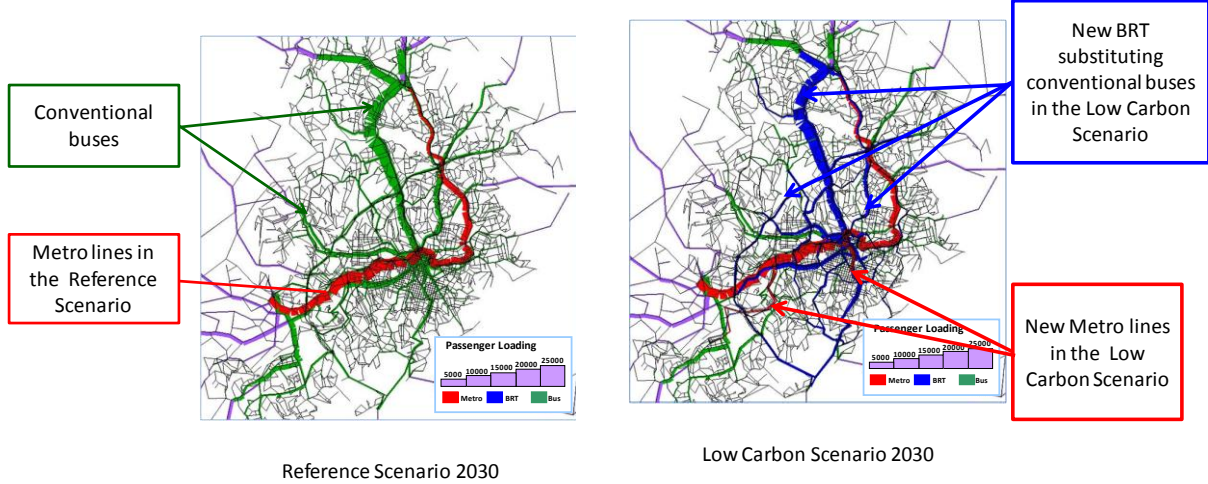 Conventional
buses
Metro lines in
the Reference
Scenario
Passenger Loading
5000 10000 15000 20000 25000
Metro BRT Bus
Reference Scenario 2030
New BRT
substituting
conventional buses
in the Low Carbon
Scenario
New Metro lines
in the Low
Carbon Scenario
Passenger Loading
5000 10000 15000 20000 25000
Metro BRT Bus
Low Carbon Scenario 2030